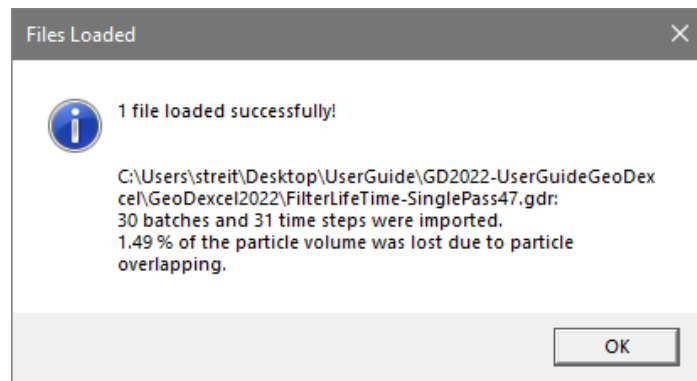 Files Loaded
1 file loaded successfully!
C:\Users\streit\Desktop\UserGuide\GD2022-UserGuideGeoDex
cel\GeoDexcel2022\FilterLifeTime-SinglePass47.gdr:
30 batches and 31 time steps were imported.
1.49 % of the particle volume was lost due to particle
overlapping.
OK